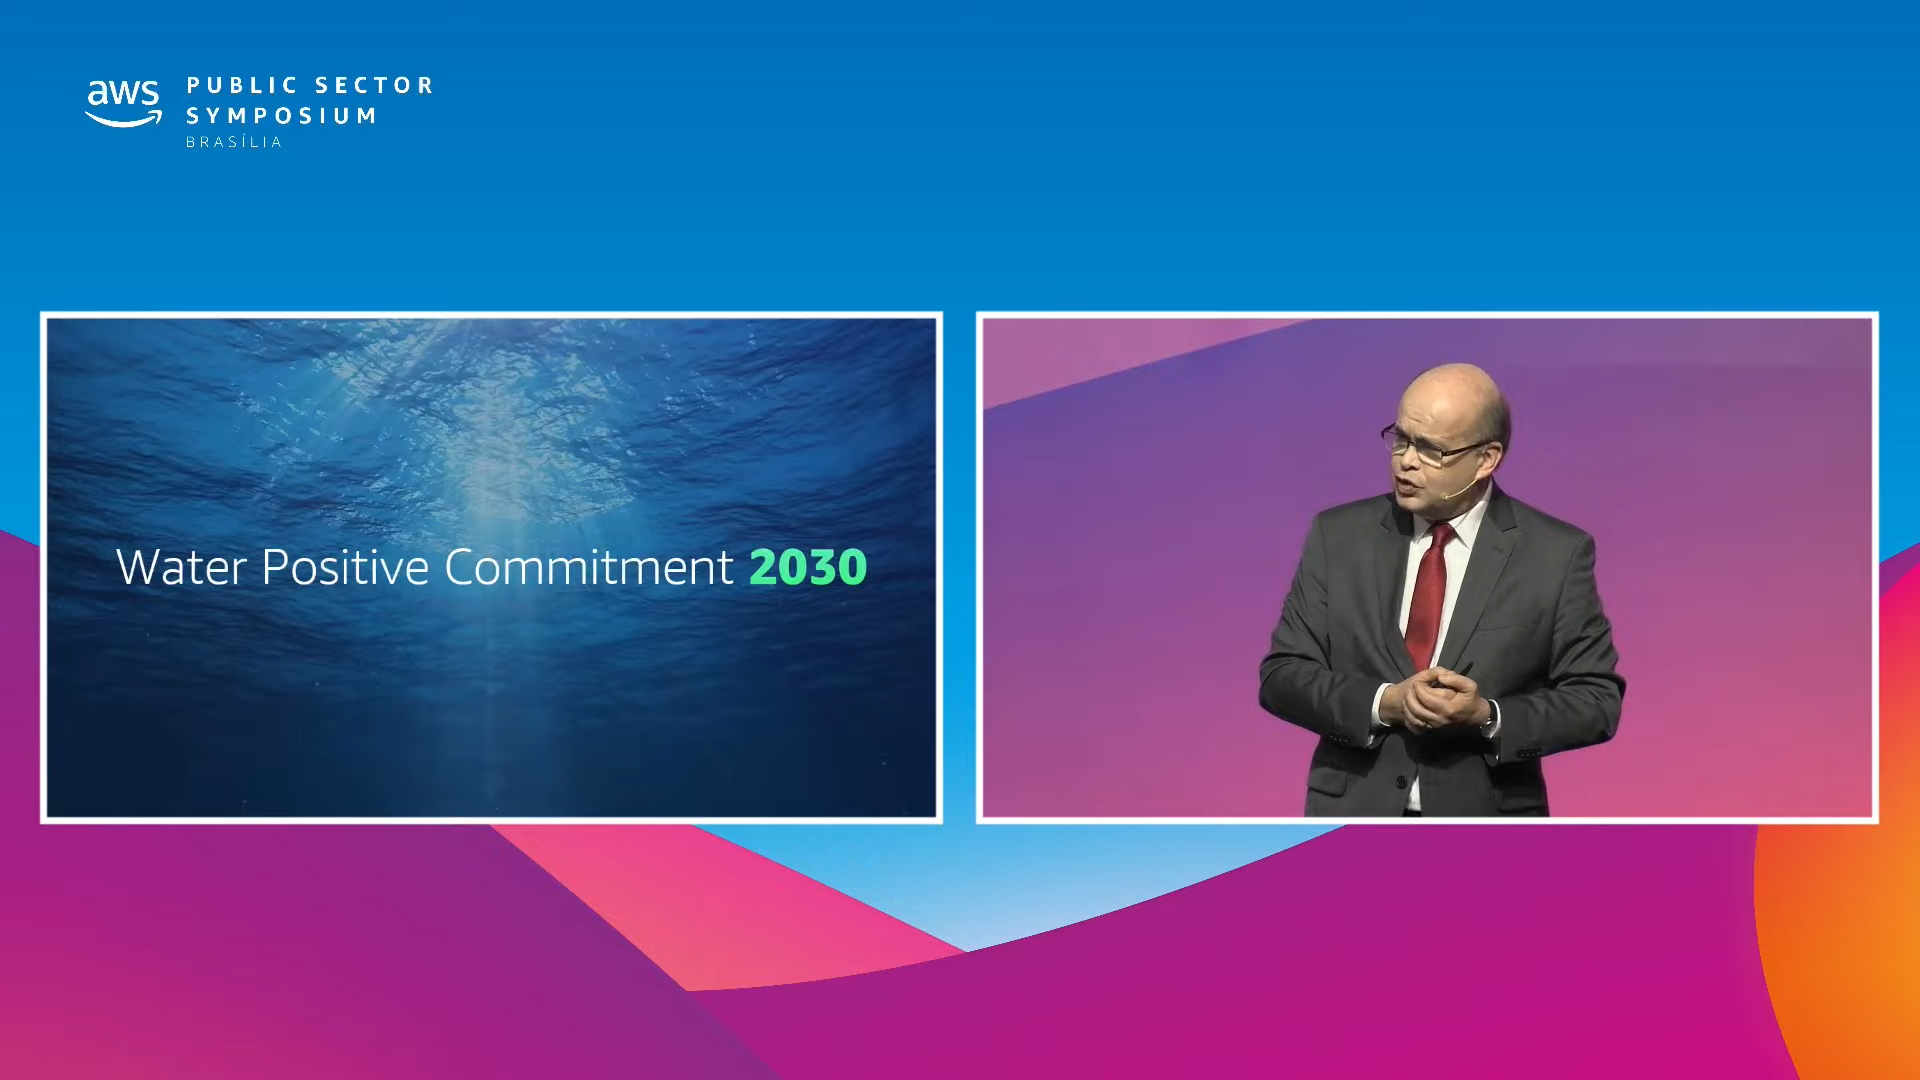 aws
PUBLIC SECTOR
SYMPOSIUM
BRASÍLIA
Water Positive Commitment 2030